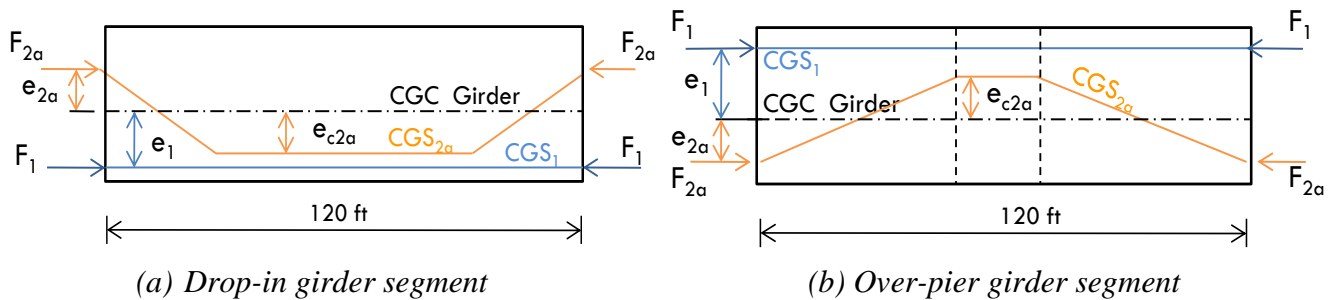 F2a
F2a
e2a
CGC Girder
e1
ec2a
CGS2a
CGS1
F1
F1
120 ft
(a) Drop-in girder segment
F1
F1
CGS1
e1
CGS2a
CGC Girder
ec2a
e2a
F2a
F2a
120 ft
(b) Over-pier girder segment